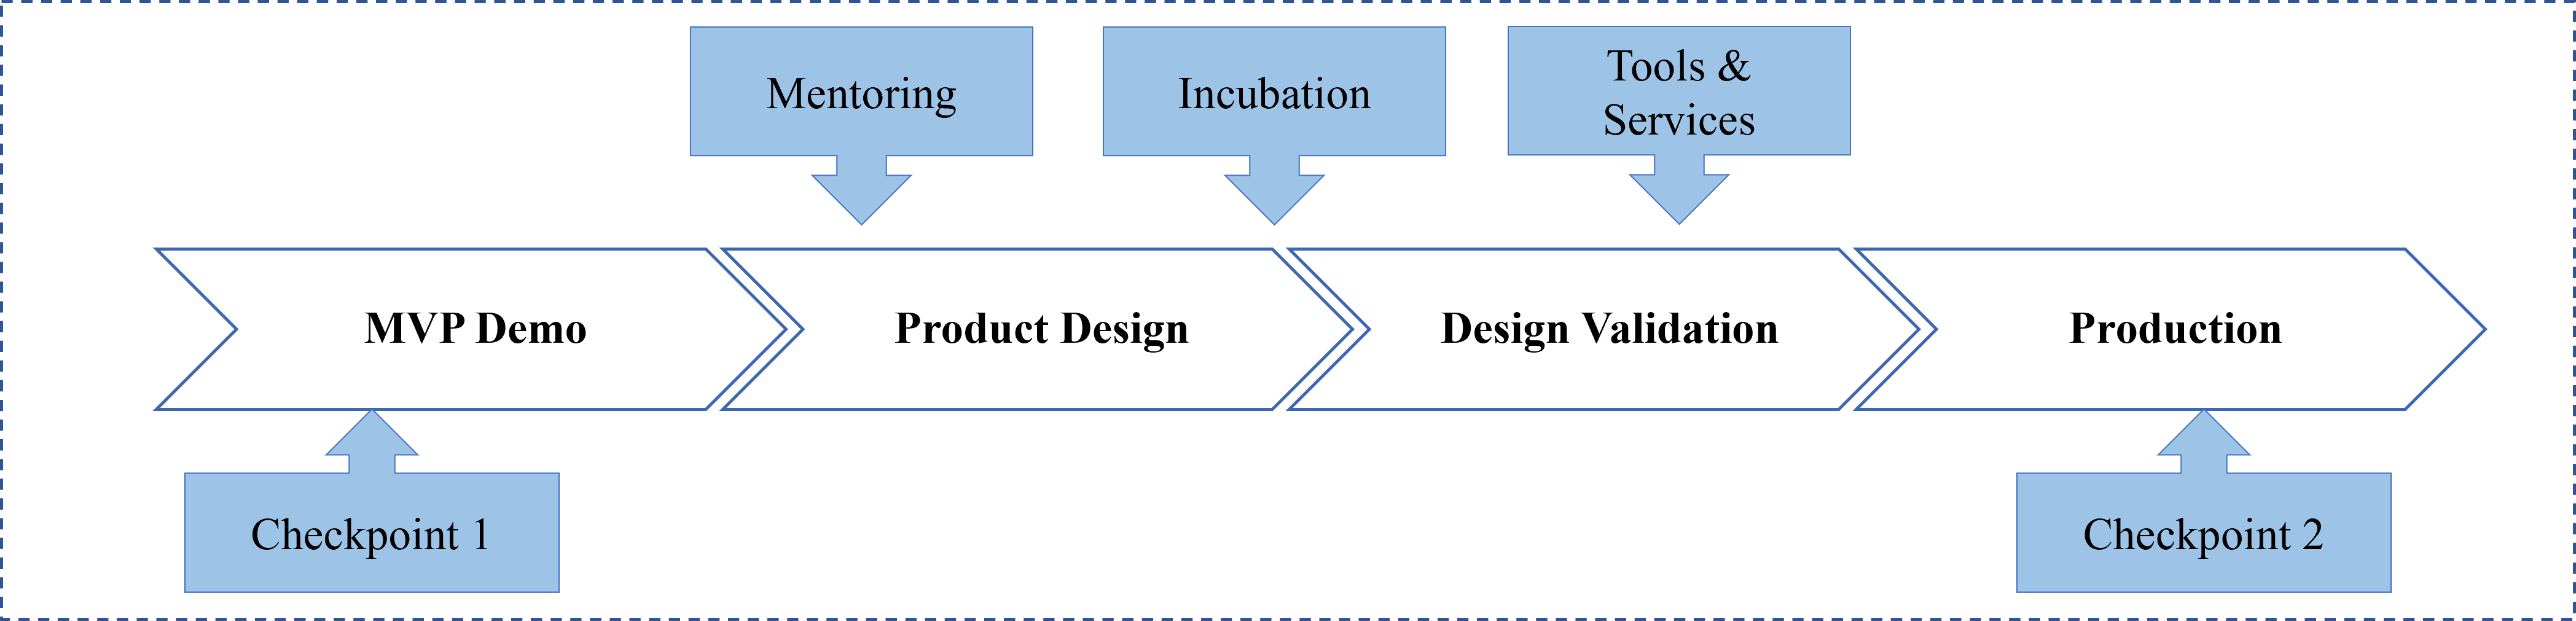 Mentoring
Incubation
Tools &
Services
MVP Demo
Product Design
Design Validation
Production
Checkpoint 1
Checkpoint 2